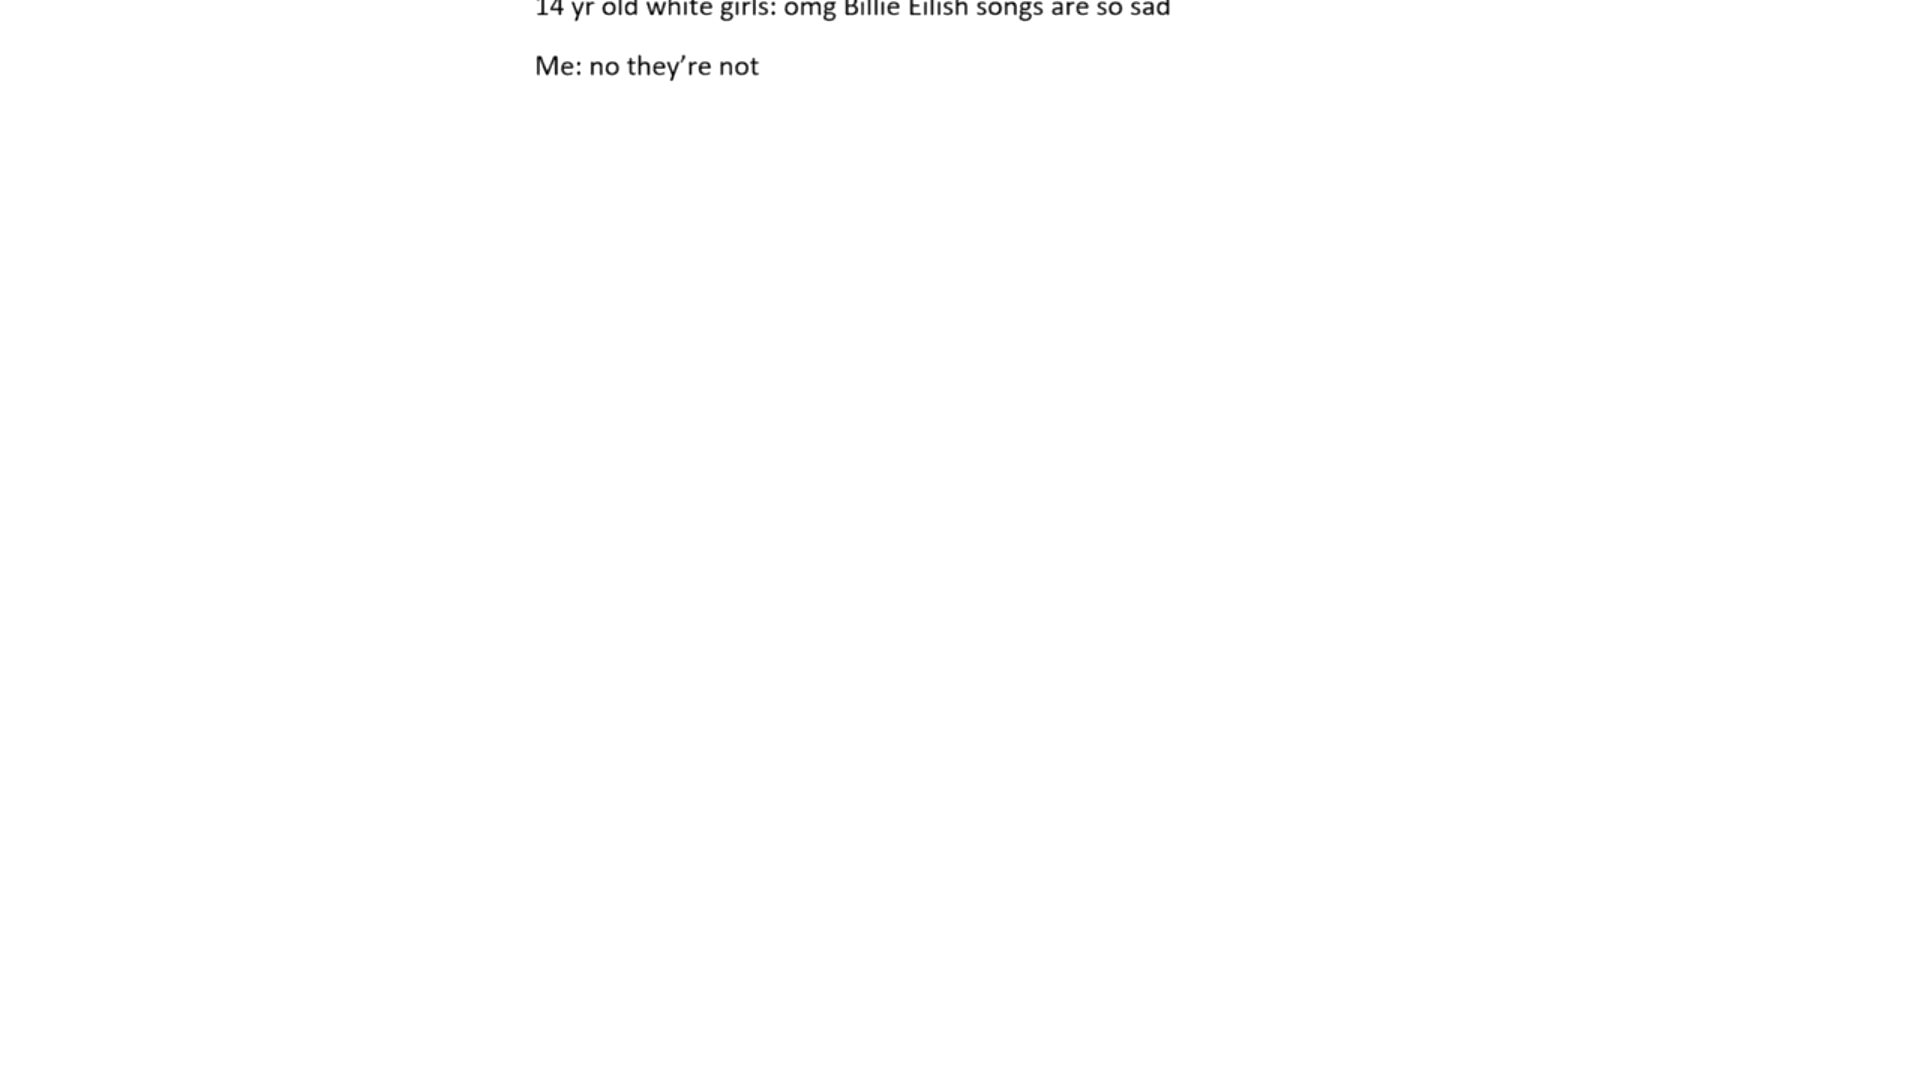 14 yr old white girls: omg Billie Eilish songs are so sad
Me: no they’re not